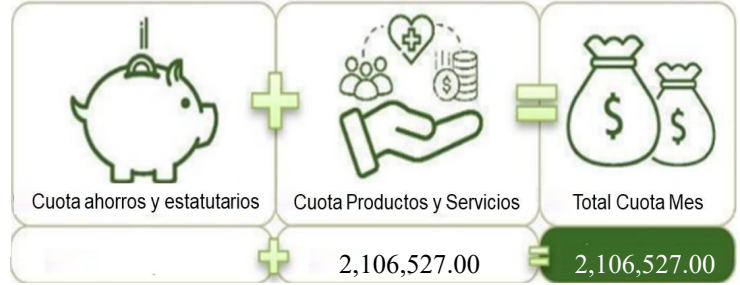 Cuota ahorros y estatutarios
Cuota Productos y Servicios
Total Cuota Mes
2,106,527.00
2,106,527.00